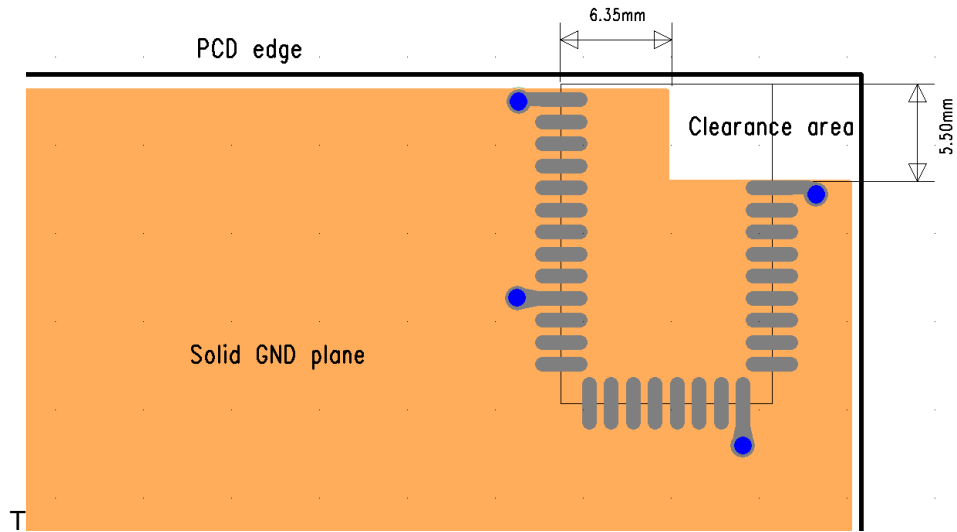 6.35mm
PCD edge
Clearance area
5.50mm
Solid GND plane
T